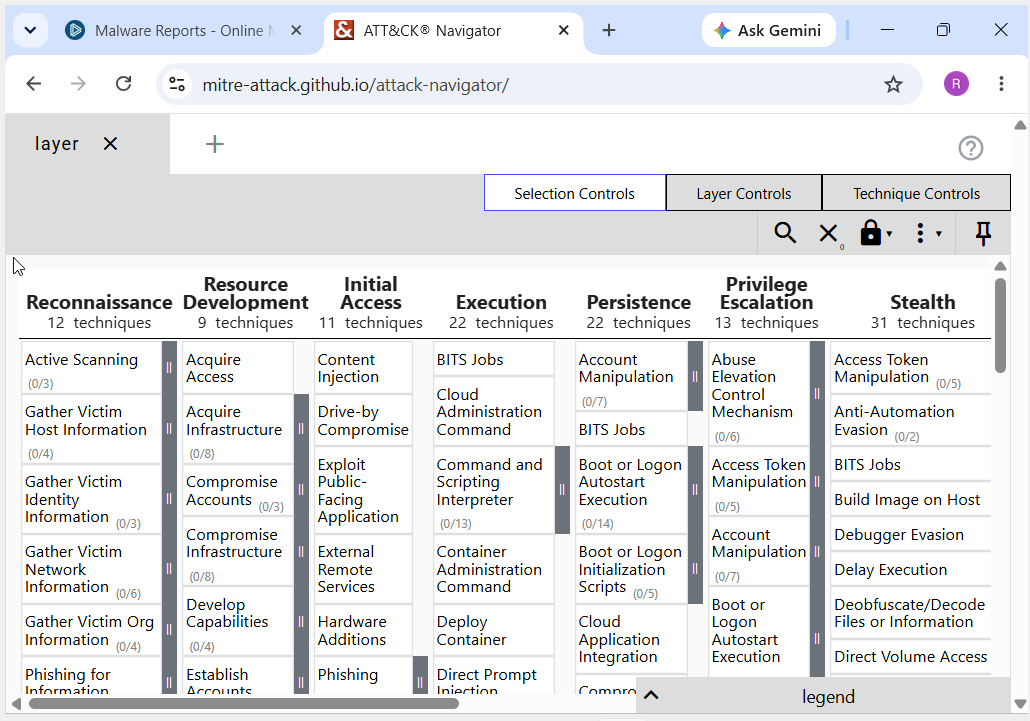 Malware Reports - Online M
ATT&CK® Navigator
Ask Gemini
mitre-attack.github.io/attack-navigator/
R
layer
Selection Controls
Layer Controls
Technique Controls
0
Reconnaissance
12 techniques
Active Scanning
(0/3)
Gather Victim
Host Information
(0/4)
Gather Victim
Identity
Information (0/3)
Gather Victim
Network
Information (0/6)
Gather Victim Org
Information (0/4)
Phishing for
Information
Resource
Development
9 techniques
Acquire
Access
Acquire
Infrastructure
(0/8)
Compromise
Accounts (0/3)
Compromise
Infrastructure
(0/8)
Develop
Capabilities
(0/4)
Establish
Accounts
Initial
Access
11 techniques
Content
Injection
Drive-by
Compromise
Exploit
Public-
Facing
Application
External
Remote
Services
Hardware
Additions
Phishing
Execution
22 techniques
BITS Jobs
Cloud
Administration
Command
Command and
Scripting
Interpreter
(0/13)
Container
Administration
Command
Deploy
Container
Direct Prompt
Injection
Persistence
22 techniques
Account
Manipulation
(0/7)
BITS Jobs
Boot or Logon
Autostart
Execution
(0/14)
Boot or Logon
Initialization
Scripts (0/5)
Cloud
Application
Integration
Compro
Privilege
Escalation
13 techniques
Abuse
Elevation
Control
Mechanism
(0/6)
Access Token
Manipulation
(0/5)
Account
Manipulation
(0/7)
Boot or
Logon
Autostart
Execution
Stealth
31 techniques
Access Token
Manipulation (0/5)
Anti-Automation
Evasion (0/2)
BITS Jobs
Build Image on Host
Debugger Evasion
Delay Execution
Deobfuscate/Decode
Files or Information
Direct Volume Access
legend